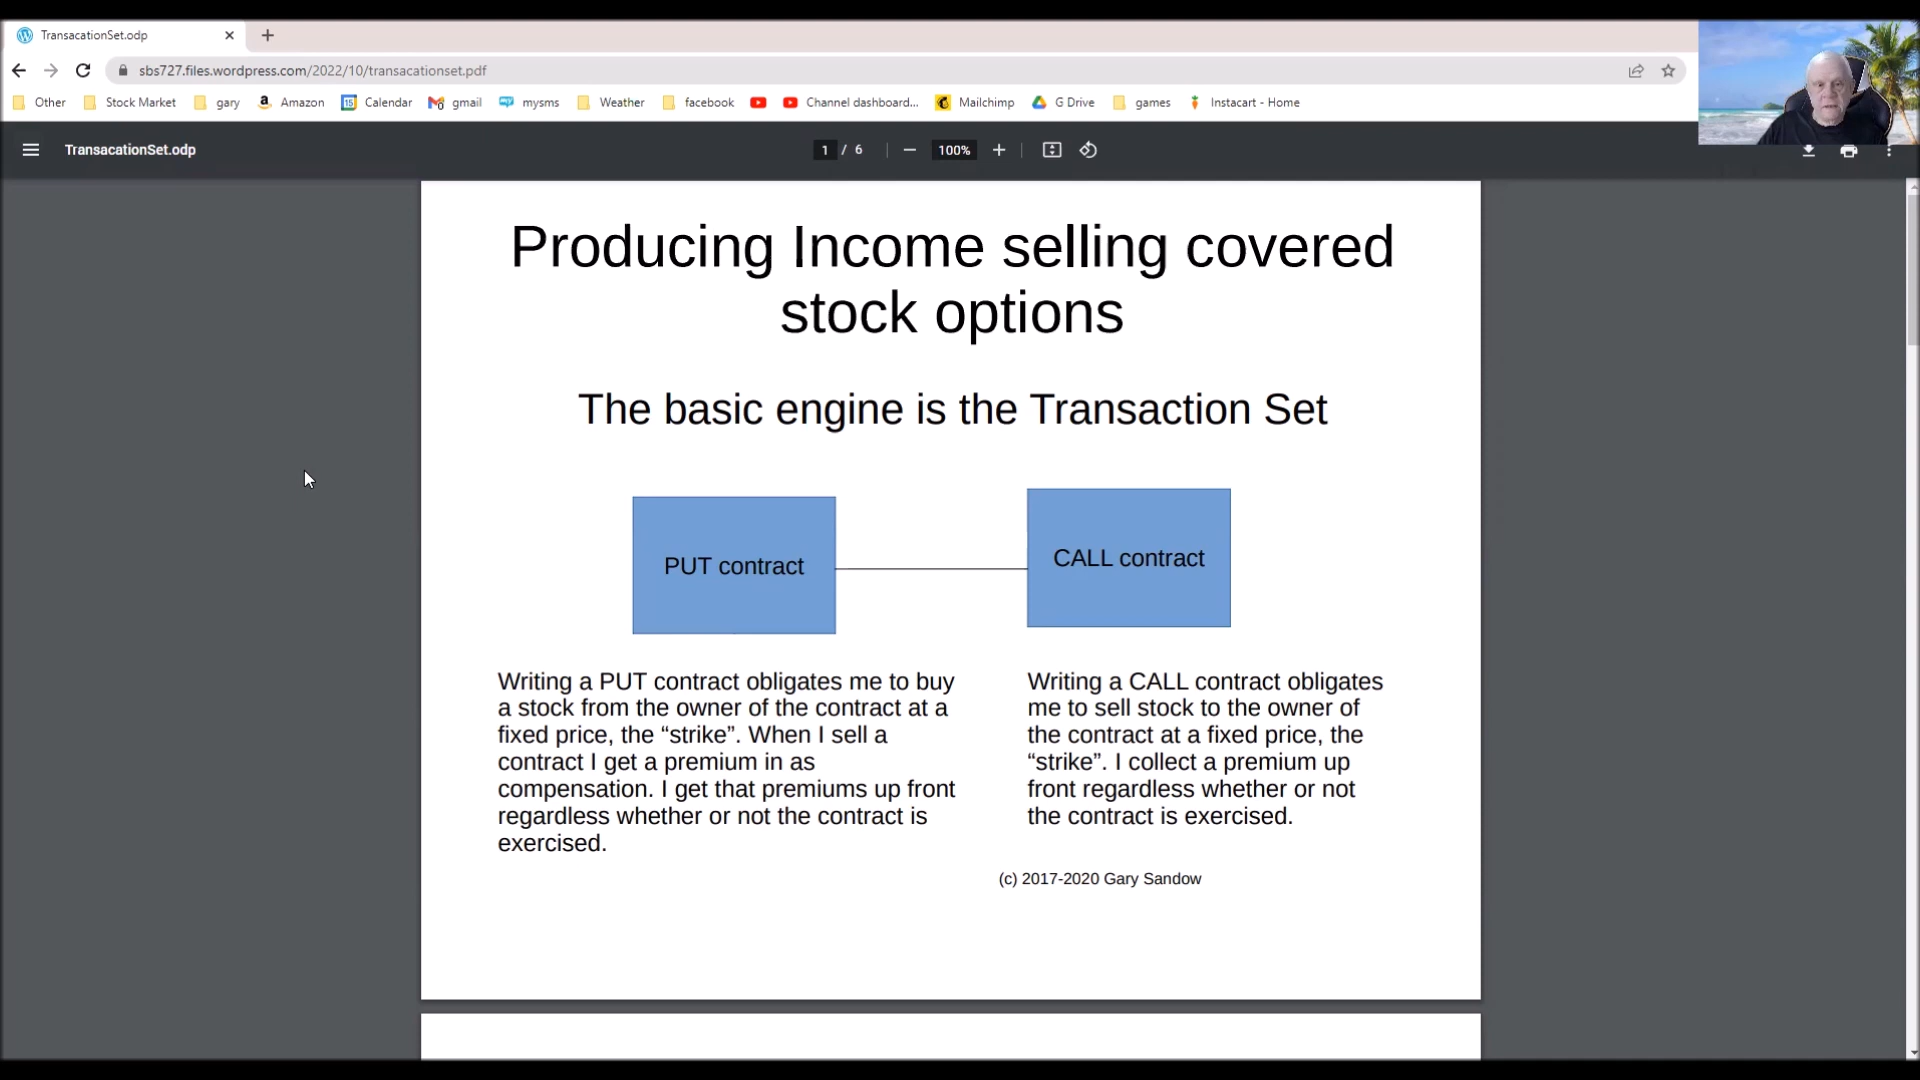 TransacationSet.odp
sbs727.files.wordpress.com/2022/10/transacationset.pdf
Other Stock Market gary Amazon 15 Calendar gmail mysms Weather facebook Channel dashboard... Mailchimp G Drive games Instacart - Home
TransacationSet.odp 1 / 6 100%
Producing Income selling covered
stock options
The basic engine is the Transaction Set
PUT contract
CALL contract
Writing a PUT contract obligates me to buy
a stock from the owner of the contract at a
fixed price, the “strike”. When I sell a
contract I get a premium in as
compensation. I get that premiums up front
regardless whether or not the contract is
exercised.
Writing a CALL contract obligates
me to sell stock to the owner of
the contract at a fixed price, the
“strike”. I collect a premium up
front regardless whether or not
the contract is exercised.
(c) 2017-2020 Gary Sandow